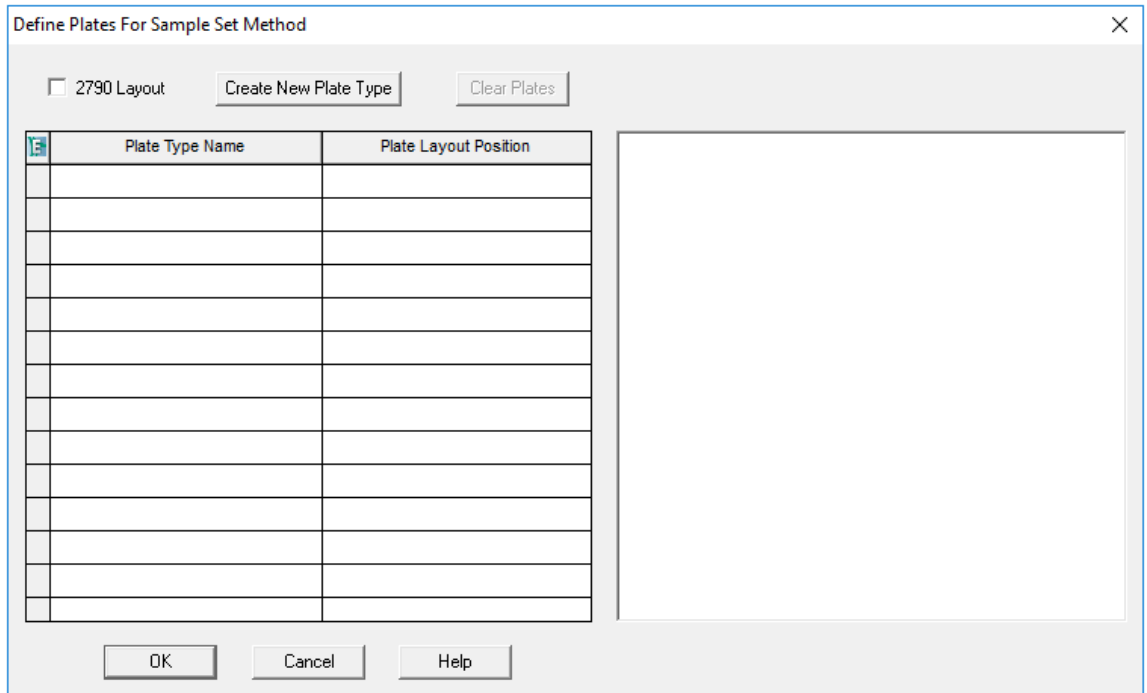 Define Plates For Sample Set Method
2790 Layout Create New Plate Type Clear Plates
Plate Type Name Plate Layout Position
OK Cancel Help